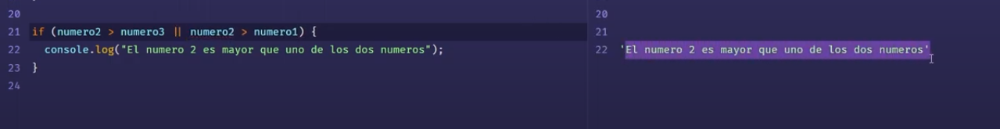 20
21 if (numero2 > numero3 || numero2 > numero1) {
22 console.log("El numero 2 es mayor que uno de los dos numeros");
23 }
24
20
21
22 'El numero 2 es mayor que uno de los dos numeros'